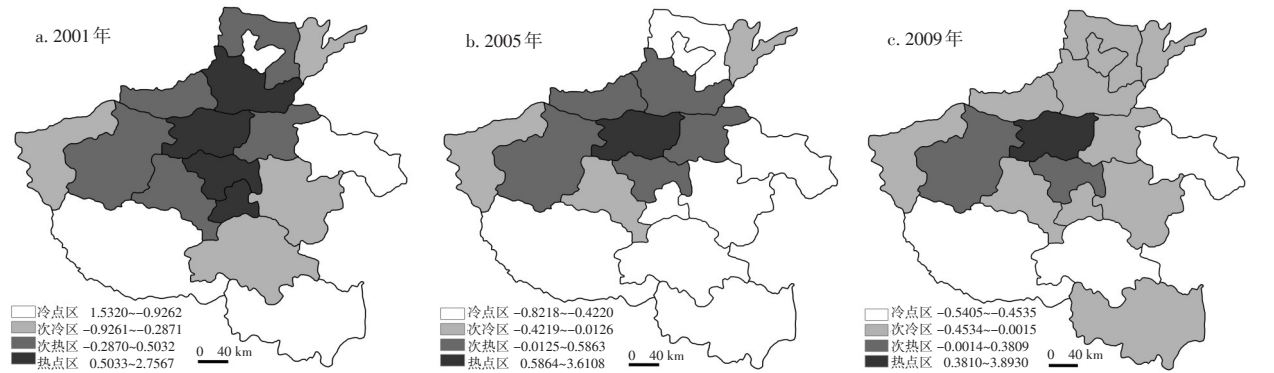 a. 2001年
冷点区 1.5320~-0.9262
次冷区 -0.9261~-0.2871
次热区 -0.2870~0.5032
热点区 0.5033~2.7567
0 40 km
b. 2005年
冷点区 -0.8218~-0.4220
次冷区 -0.4219~-0.0126
次热区 -0.0125~0.5863
热点区 0.5864~3.6108
0 40 km
c. 2009年
冷点区 -0.5405~-0.4535
次冷区 -0.4534~-0.0015
次热区 -0.0014~0.3809
热点区 0.3810~3.8930
0 40 km